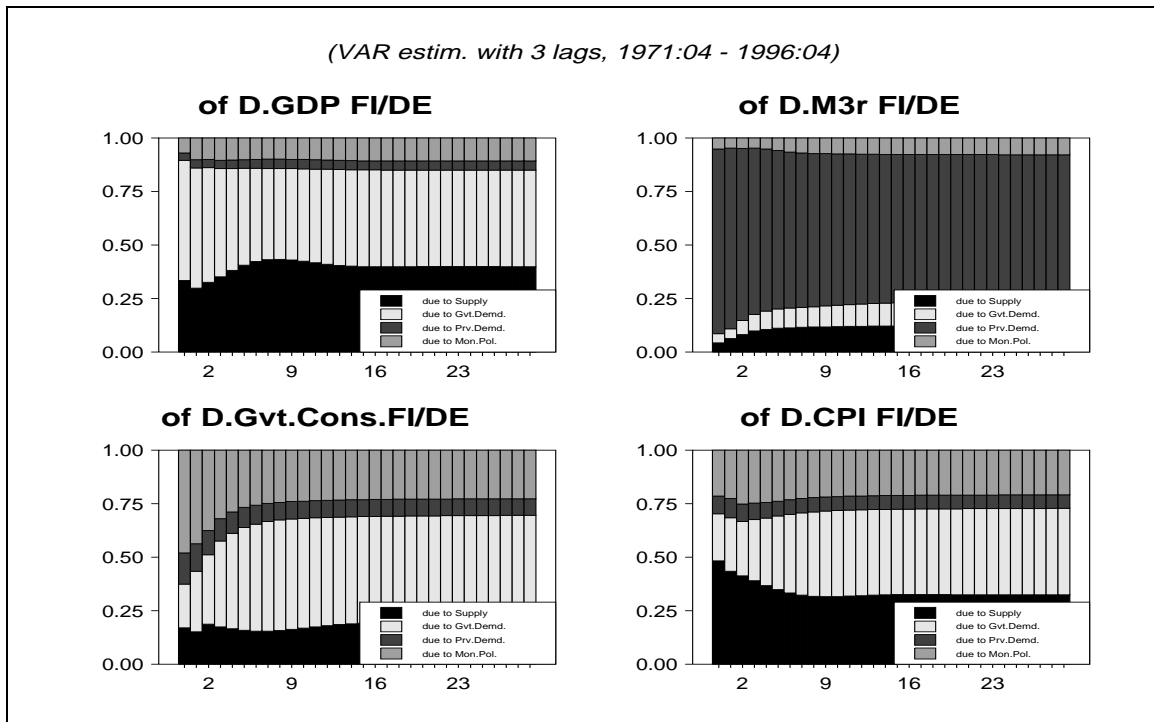 (VAR estim. with 3 lags, 1971:04 - 1996:04)
of D.GDP FI/DE
1.00
0.75
0.50
0.25
0.00
due to Supply
due to Gvt.Demd.
due to Prv.Demd.
due to Mon.Pol.
2 9 16 23
of D.M3r FI/DE
1.00
0.75
0.50
0.25
0.00
due to Supply
due to Gvt.Demd.
due to Prv.Demd.
due to Mon.Pol.
2 9 16 23
of D.Gvt.Cons.FI/DE
1.00
0.75
0.50
0.25
0.00
due to Supply
due to Gvt.Demd.
due to Prv.Demd.
due to Mon.Pol.
2 9 16 23
of D.CPI FI/DE
1.00
0.75
0.50
0.25
0.00
due to Supply
due to Gvt.Demd.
due to Prv.Demd.
due to Mon.Pol.
2 9 16 23